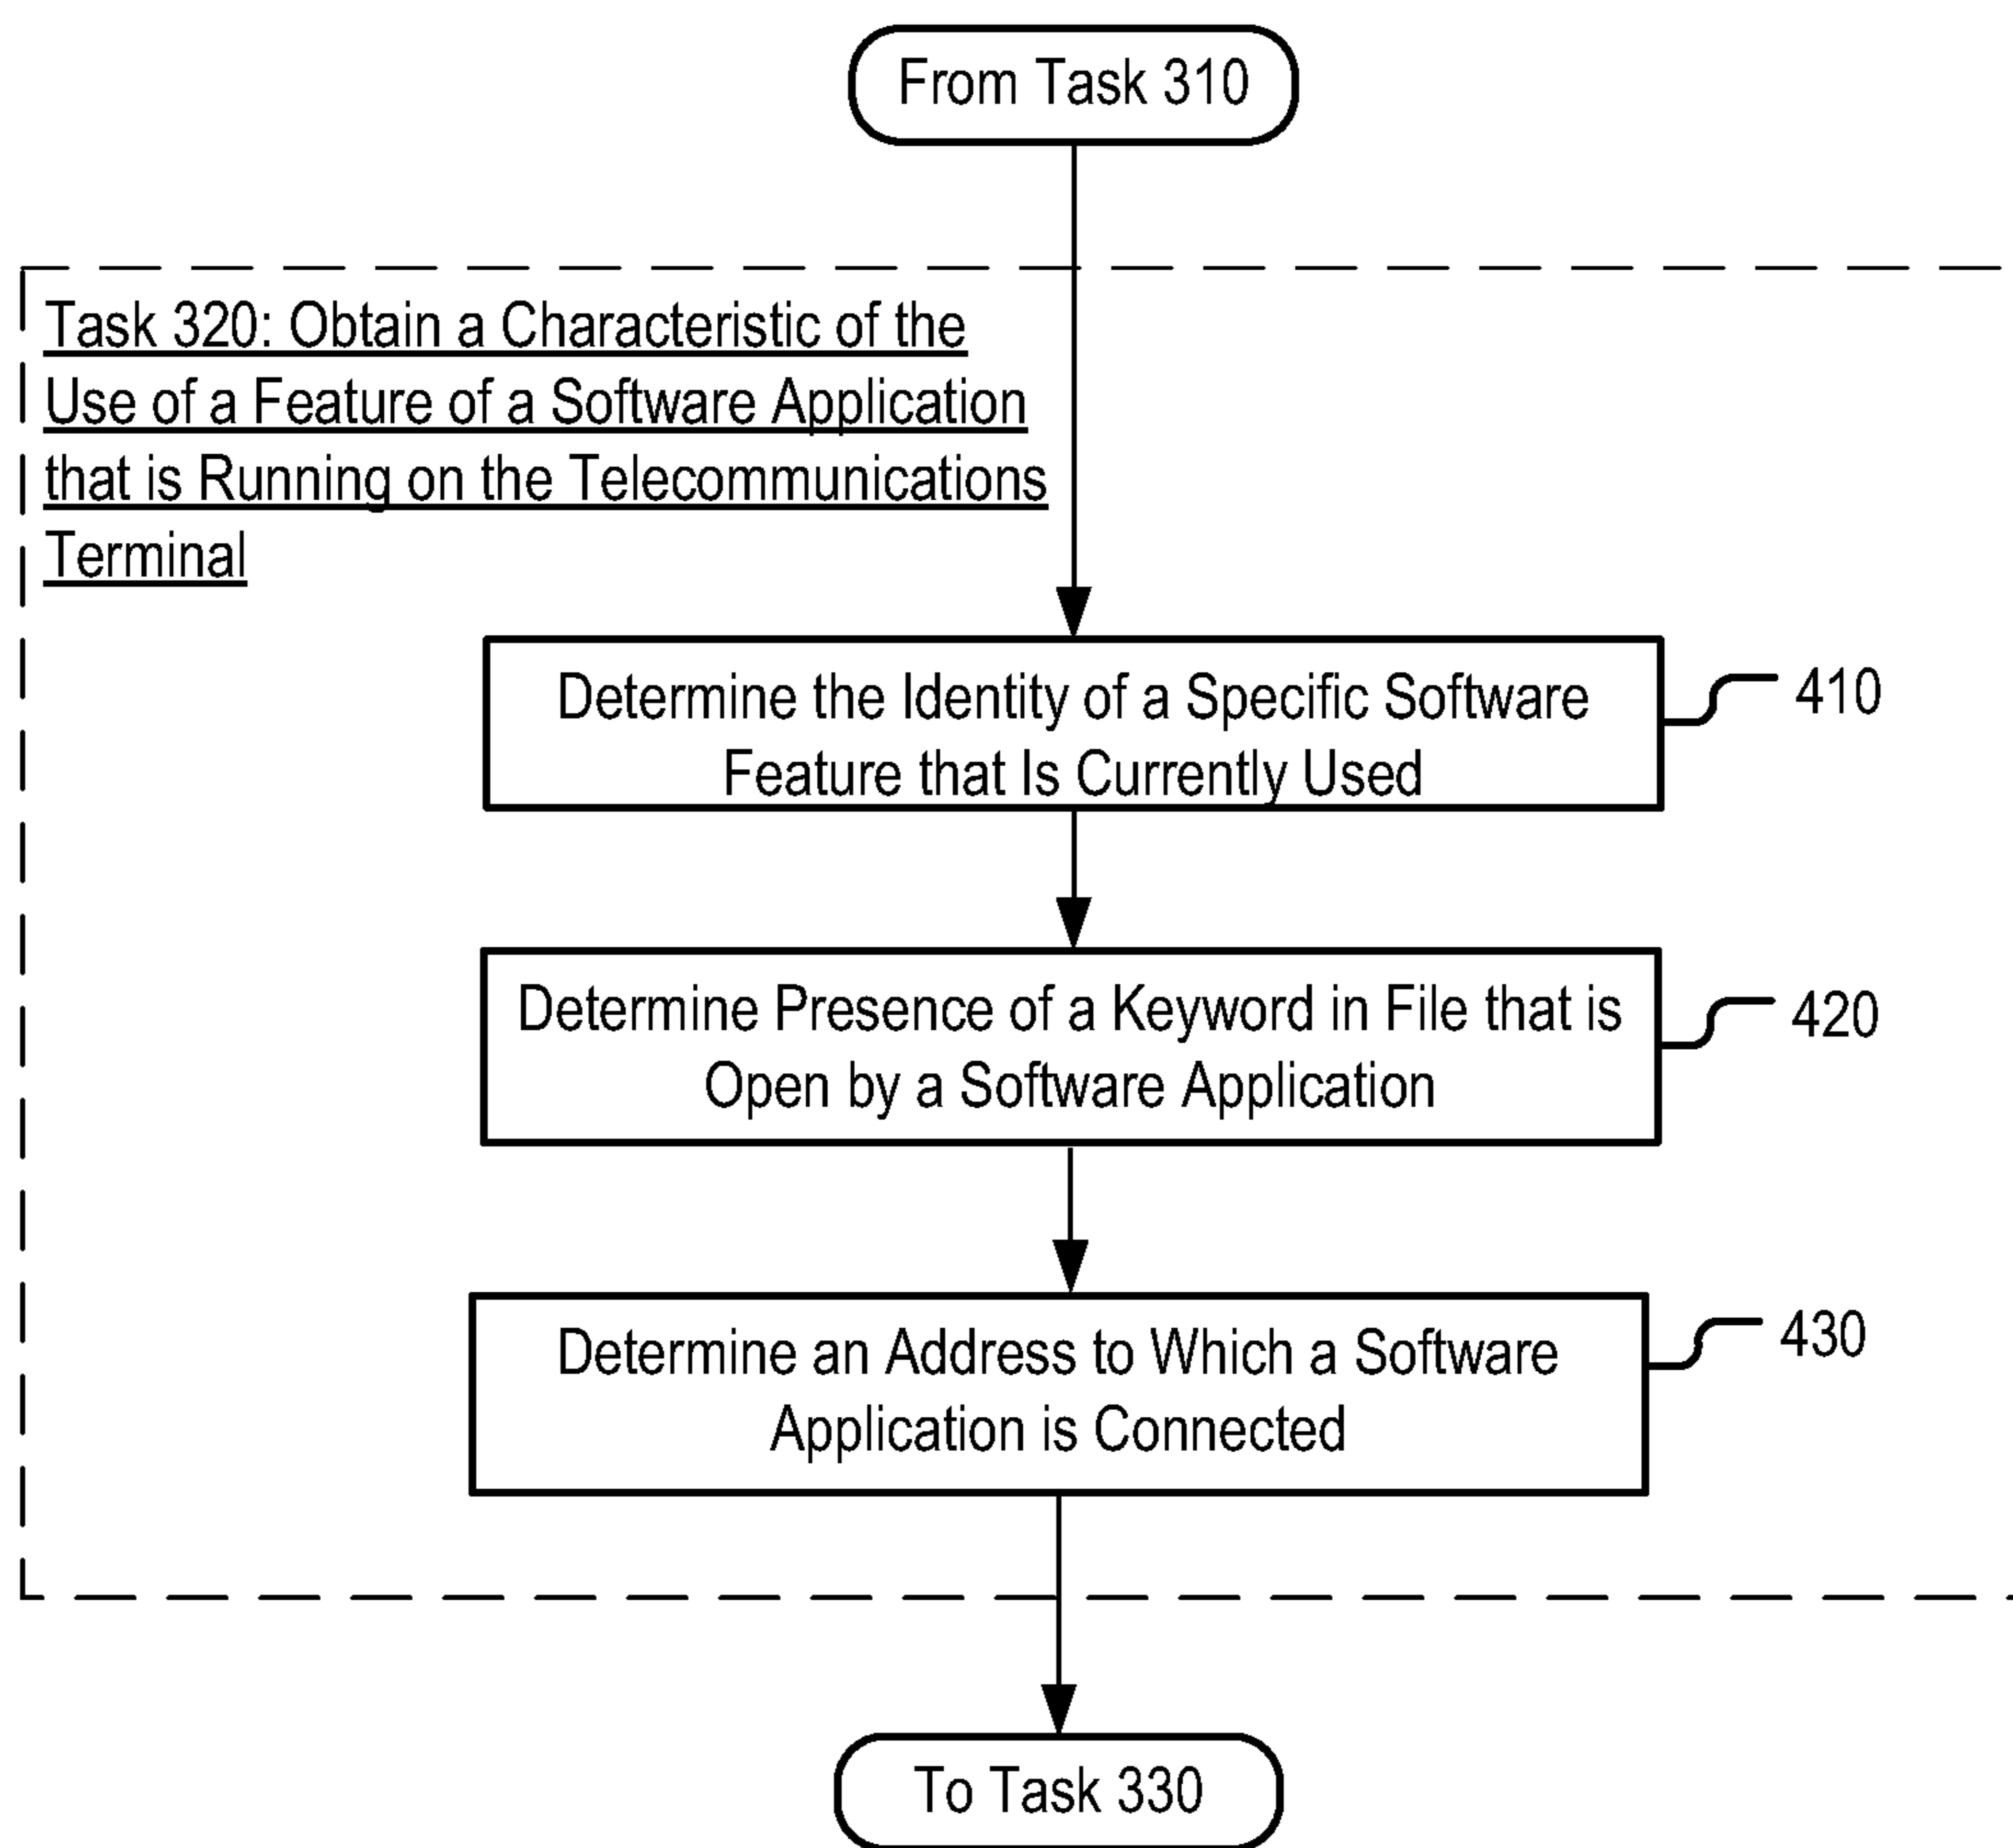 From Task 310
Task 320: Obtain a Characteristic of the
Use of a Feature of a Software Application
that is Running on the Telecommunications
Terminal
Determine the Identity of a Specific Software
Feature that Is Currently Used
410
Determine Presence of a Keyword in File that is
Open by a Software Application
420
Determine an Address to Which a Software
Application is Connected
430
To Task 330